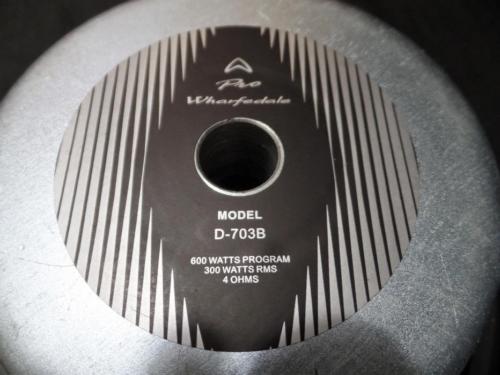 Pro
Wharfedale
MODEL
D-703B
600 WATTS PROGRAM
300 WATTS RMS
4 OHMS